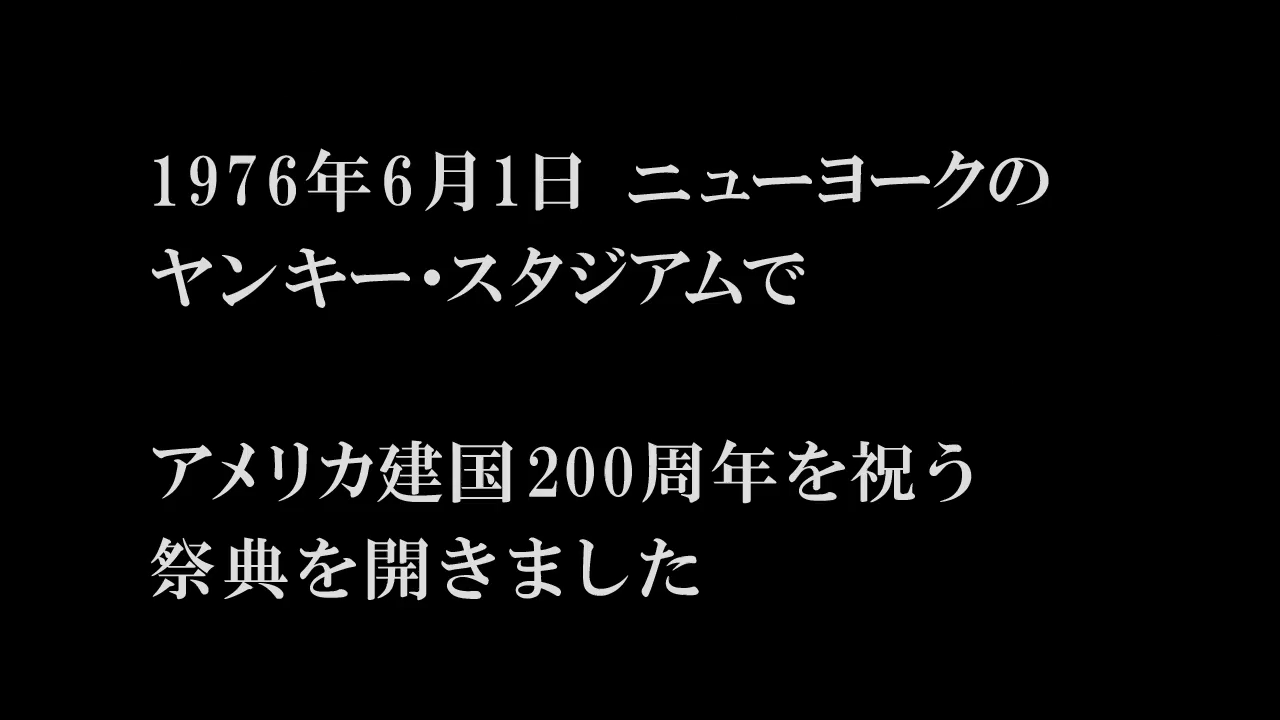 1976年6月1日 ニューヨークの
ヤンキー・スタジアムで
アメリカ建国200周年を祝う
祭典を開きました